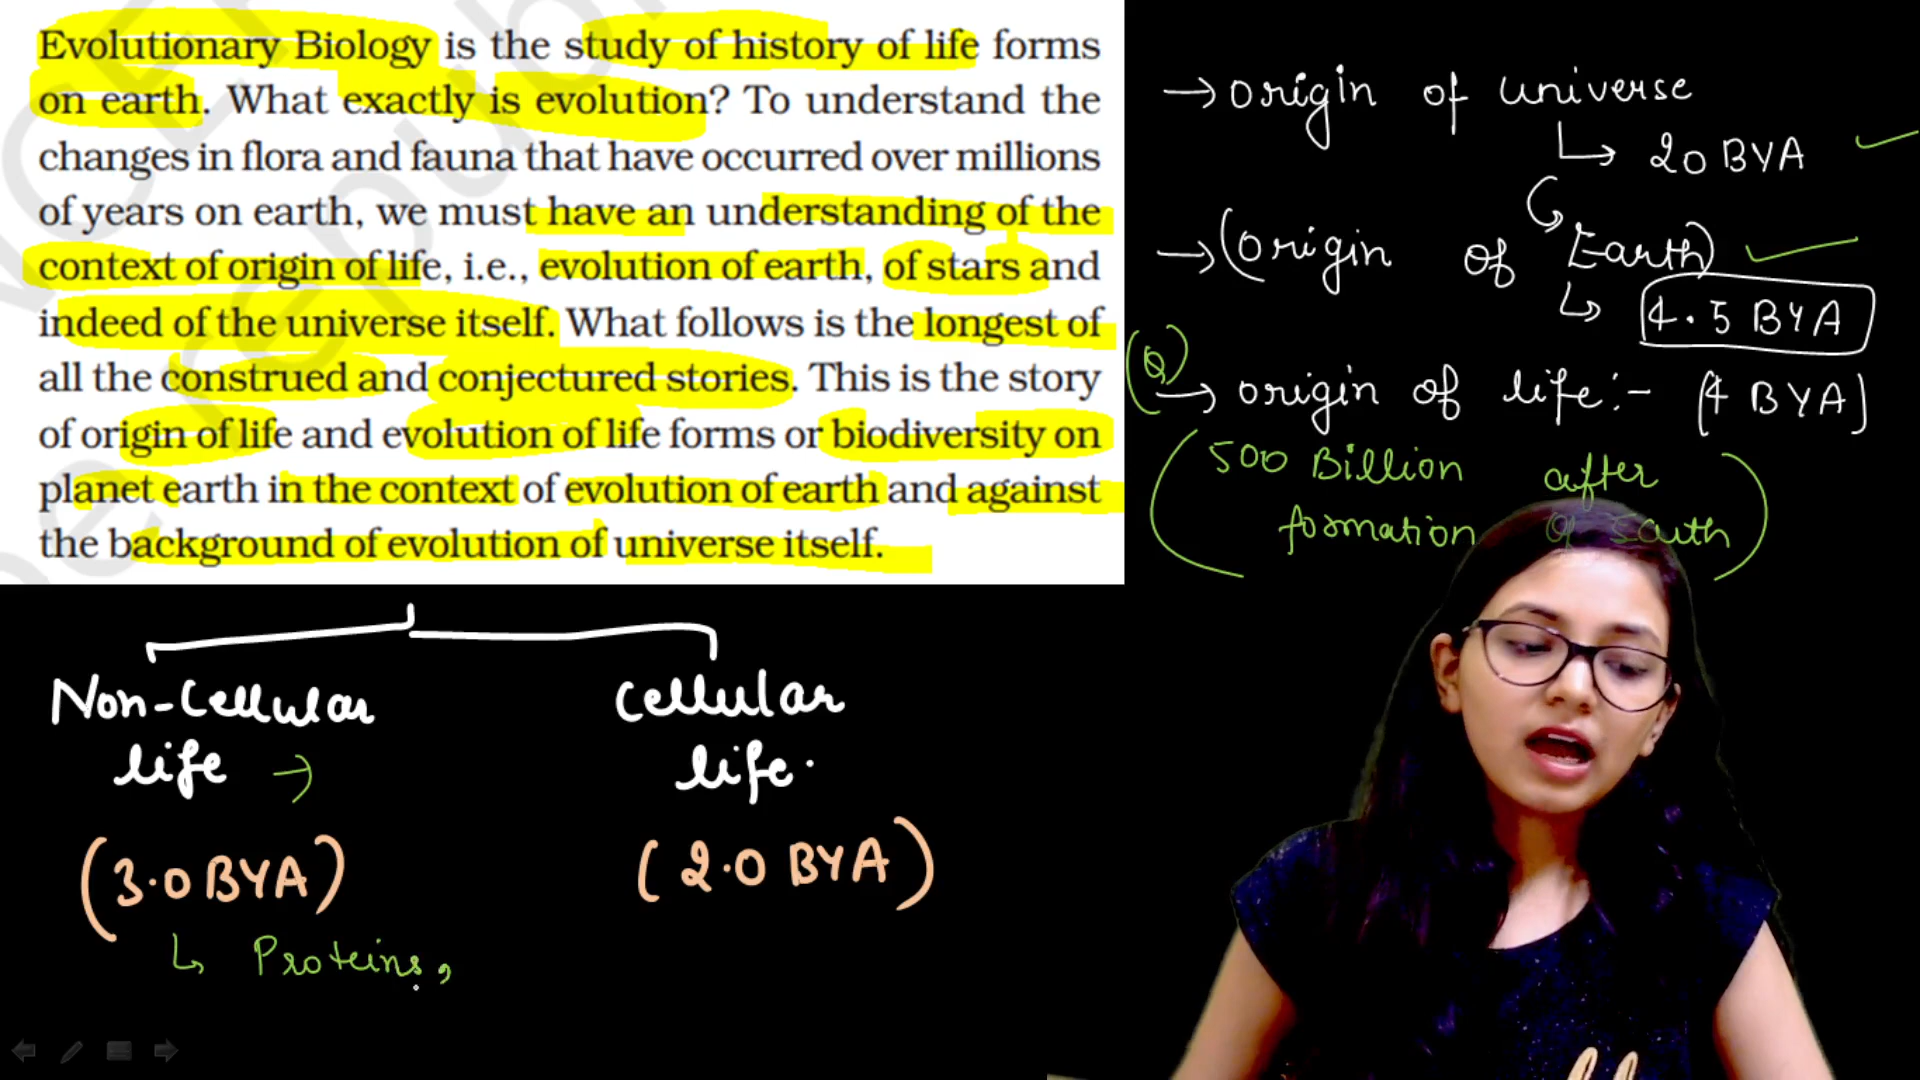 Evolutionary Biology is the study of history of life forms
on earth. What exactly is evolution? To understand the
changes in flora and fauna that have occurred over millions
of years on earth, we must have an understanding of the
context of origin of life, i.e., evolution of earth, of stars and
indeed of the universe itself. What follows is the longest of
all the construed and conjectured stories. This is the story
of origin of life and evolution of life forms or biodiversity on
planet earth in the context of evolution of earth and against
the background of evolution of universe itself.
→ origin of universe
↳ 20 BYA
→ (origin of Earth)
↳ 4.5 BYA
(Q)
→ origin of life:- [4 BYA]
(500 Billion after
formation of Earth)
Non-Cellular
life →
(3.0 BYA)
↳ Proteins,
Cellular
life.
(2.0 BYA)